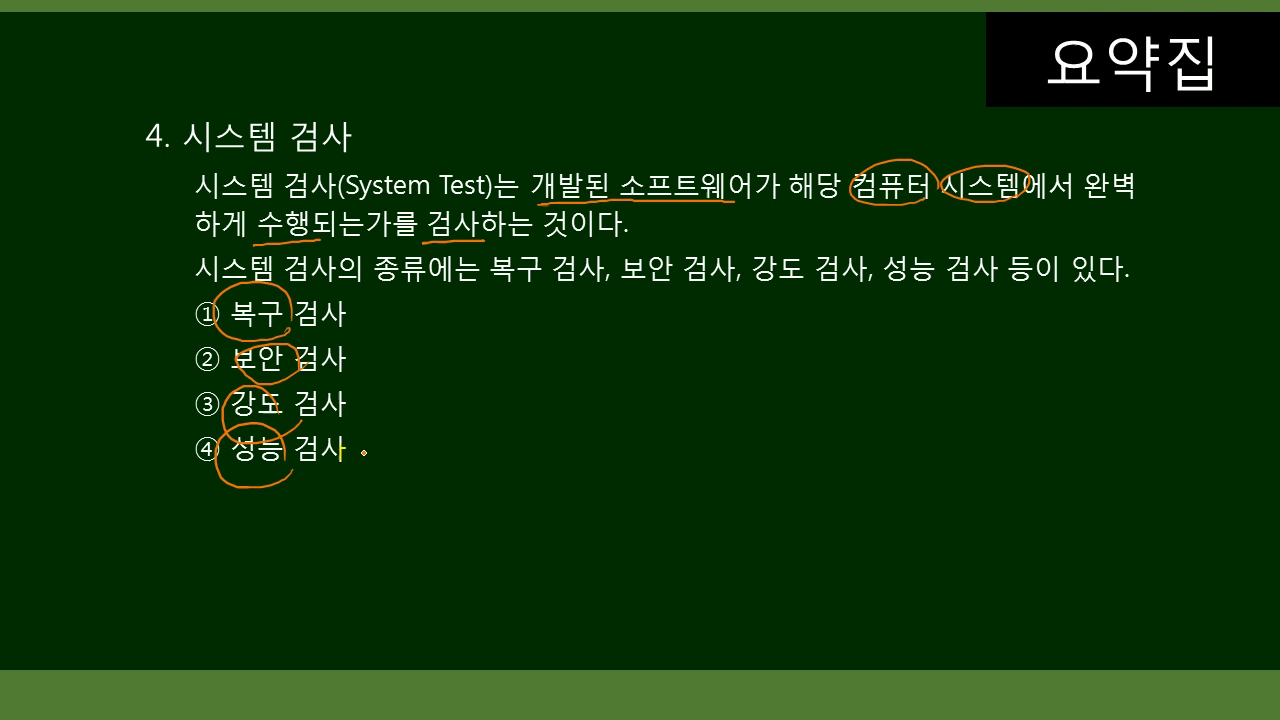 요약집
4. 시스템 검사
시스템 검사(System Test)는 개발된 소프트웨어가 해당 컴퓨터 시스템에서 완벽
하게 수행되는가를 검사하는 것이다.
시스템 검사의 종류에는 복구 검사, 보안 검사, 강도 검사, 성능 검사 등이 있다.
① 복구 검사
② 보안 검사
③ 강도 검사
④ 성능 검사